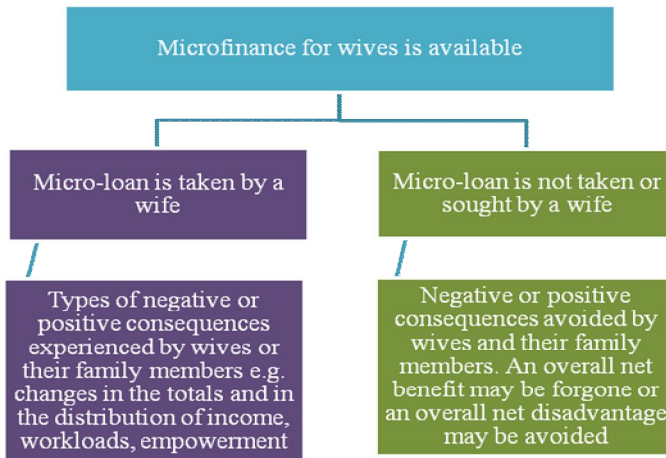 Microfinance for wives is available
Micro-loan is taken by a
wife
Micro-loan is not taken or
sought by a wife
Types of negative or
positive consequences
experienced by wives or
their family members e.g.
changes in the totals and in
the distribution of income,
workloads, empowerment
Negative or positive
consequences avoided by
wives and their family
members. An overall net
benefit may be forgone or
an overall net disadvantage
may be avoided